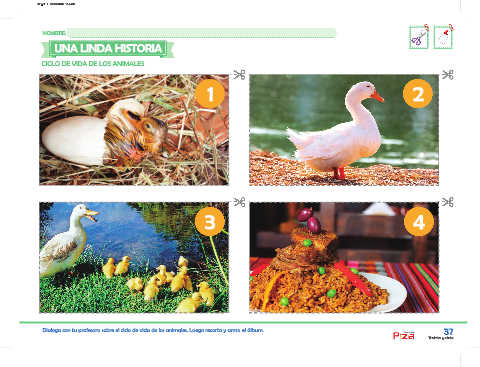 NOMBRE:
UNA LINDA HISTORIA
CICLO DE VIDA DE LOS ANIMALES
1
2
3
4
Dialoga con tu profesora sobre el ciclo de vida de los animales. Luego recorta y arma el álbum.
Pizá
37